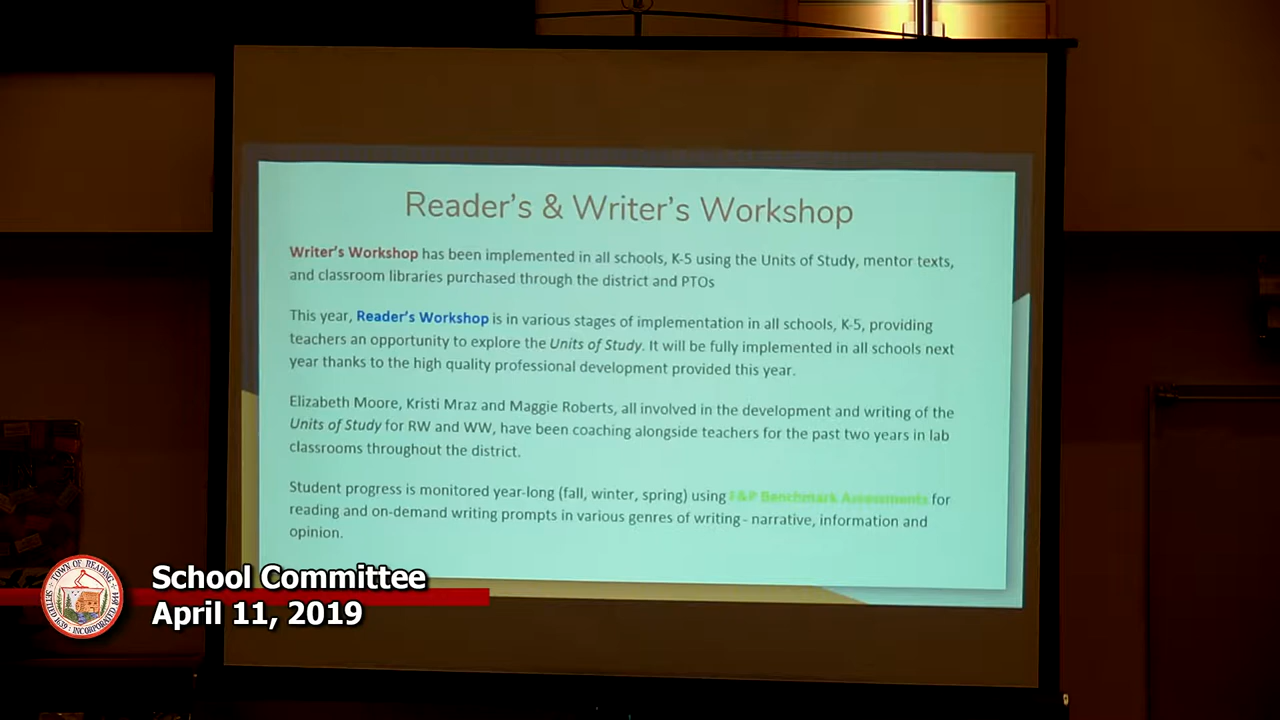 Reader's & Writer's Workshop
Writer's Workshop has been implemented in all schools, K-5 using the Units of Study, mentor texts,
and classroom libraries purchased through the district and PTOs
This year, Reader's Workshop is in various stages of implementation in all schools, K-5, providing
teachers an opportunity to explore the Units of Study. It will be fully implemented in all schools next
year thanks to the high quality professional development provided this year.
Elizabeth Moore, Kristi Mraz and Maggie Roberts, all involved in the development and writing of the
Units of Study for RW and WW, have been coaching alongside teachers for the past two years in lab
classrooms throughout the district.
Student progress is monitored year-long (fall, winter, spring) using F&P Benchmark Assessments for
reading and on-demand writing prompts in various genres of writing - narrative, information and
opinion.
TOWN OF READING
SETTLED 1639 : INCORPORATED 1644
School Committee
April 11, 2019